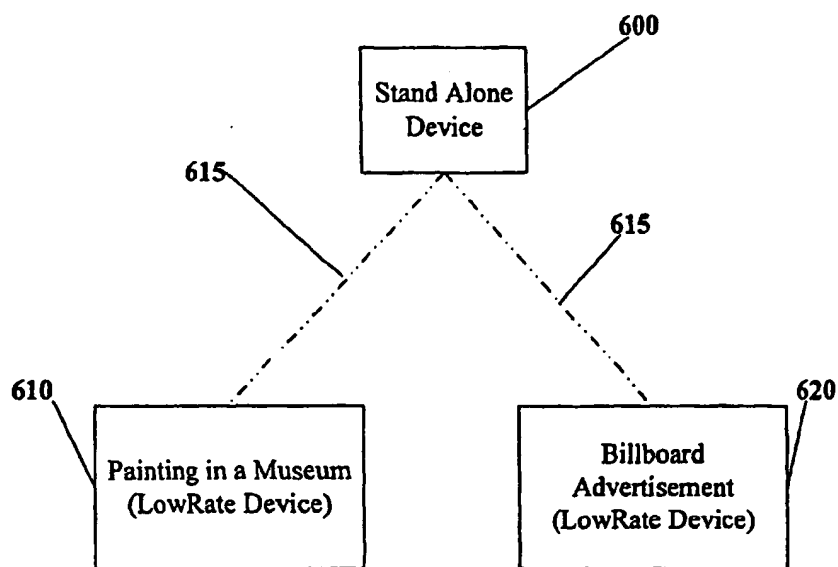 600
Stand Alone
Device
615
615
610
620
Painting in a Museum
(LowRate Device)
Billboard
Advertisement
(LowRate Device)